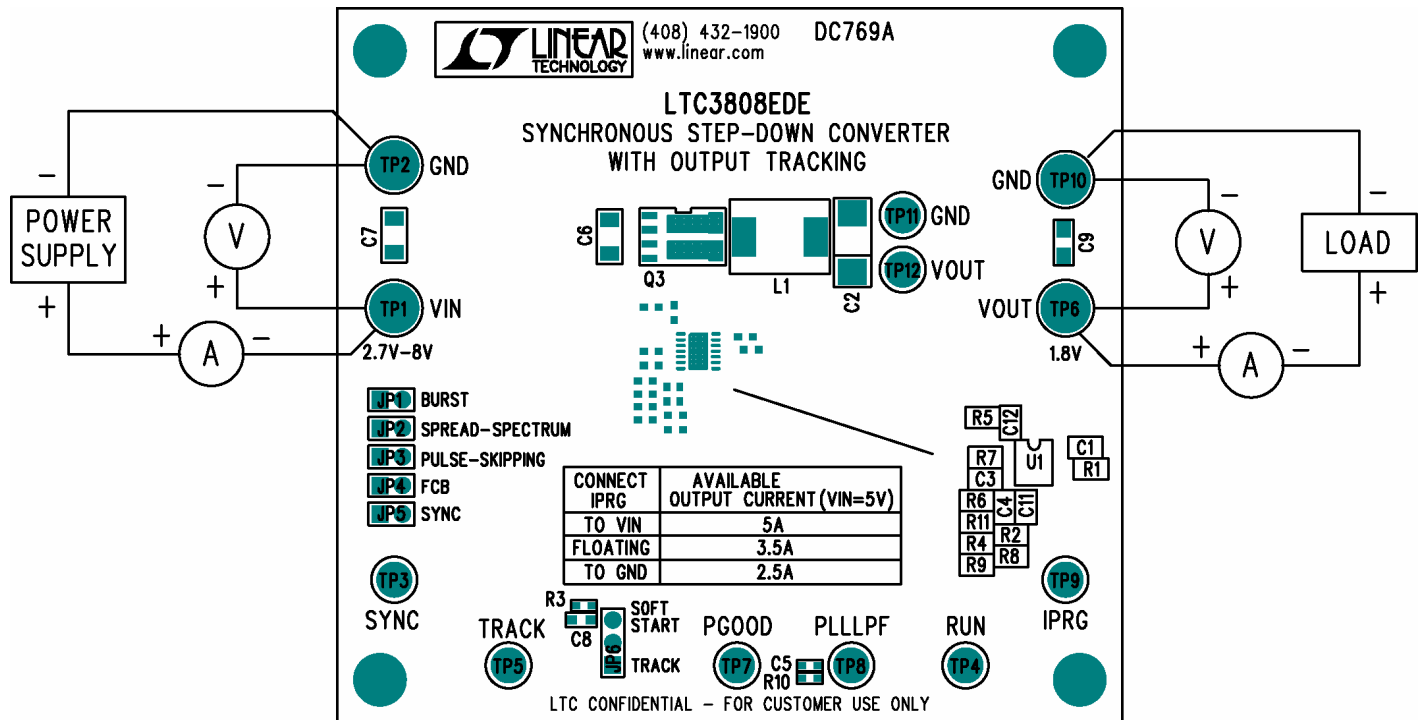 LINEAR
TECHNOLOGY
(408) 432-1900
www.linear.com
DC769A
LTC3808EDE
SYNCHRONOUS STEP-DOWN CONVERTER
WITH OUTPUT TRACKING
-
POWER
SUPPLY
+
-
V
+
+ A -
TP2 GND
C7
TP1 VIN
2.7V-8V
C6
Q3
L1
C2
TP11 GND
TP12 VOUT
GND TP10
C9
VOUT TP6
1.8V
-
V
+
-
LOAD
+
+ A -
JP1 BURST
JP2 SPREAD-SPECTRUM
JP3 PULSE-SKIPPING
JP4 FCB
JP5 SYNC
CONNECT IPRG
AVAILABLE OUTPUT CURRENT (VIN=5V)
TO VIN 5A
FLOATING 3.5A
TO GND 2.5A
R5
C12
U1
C1
R1
R7
C3
R6
C4
C11
R11
R2
R4
R8
R9
TP3
SYNC
TRACK
TP5
R3
C8
SOFT
START
JP6
TRACK
PGOOD
TP7
C5
R10
PLLLPF
TP8
RUN
TP4
TP9
IPRG
LTC CONFIDENTIAL - FOR CUSTOMER USE ONLY